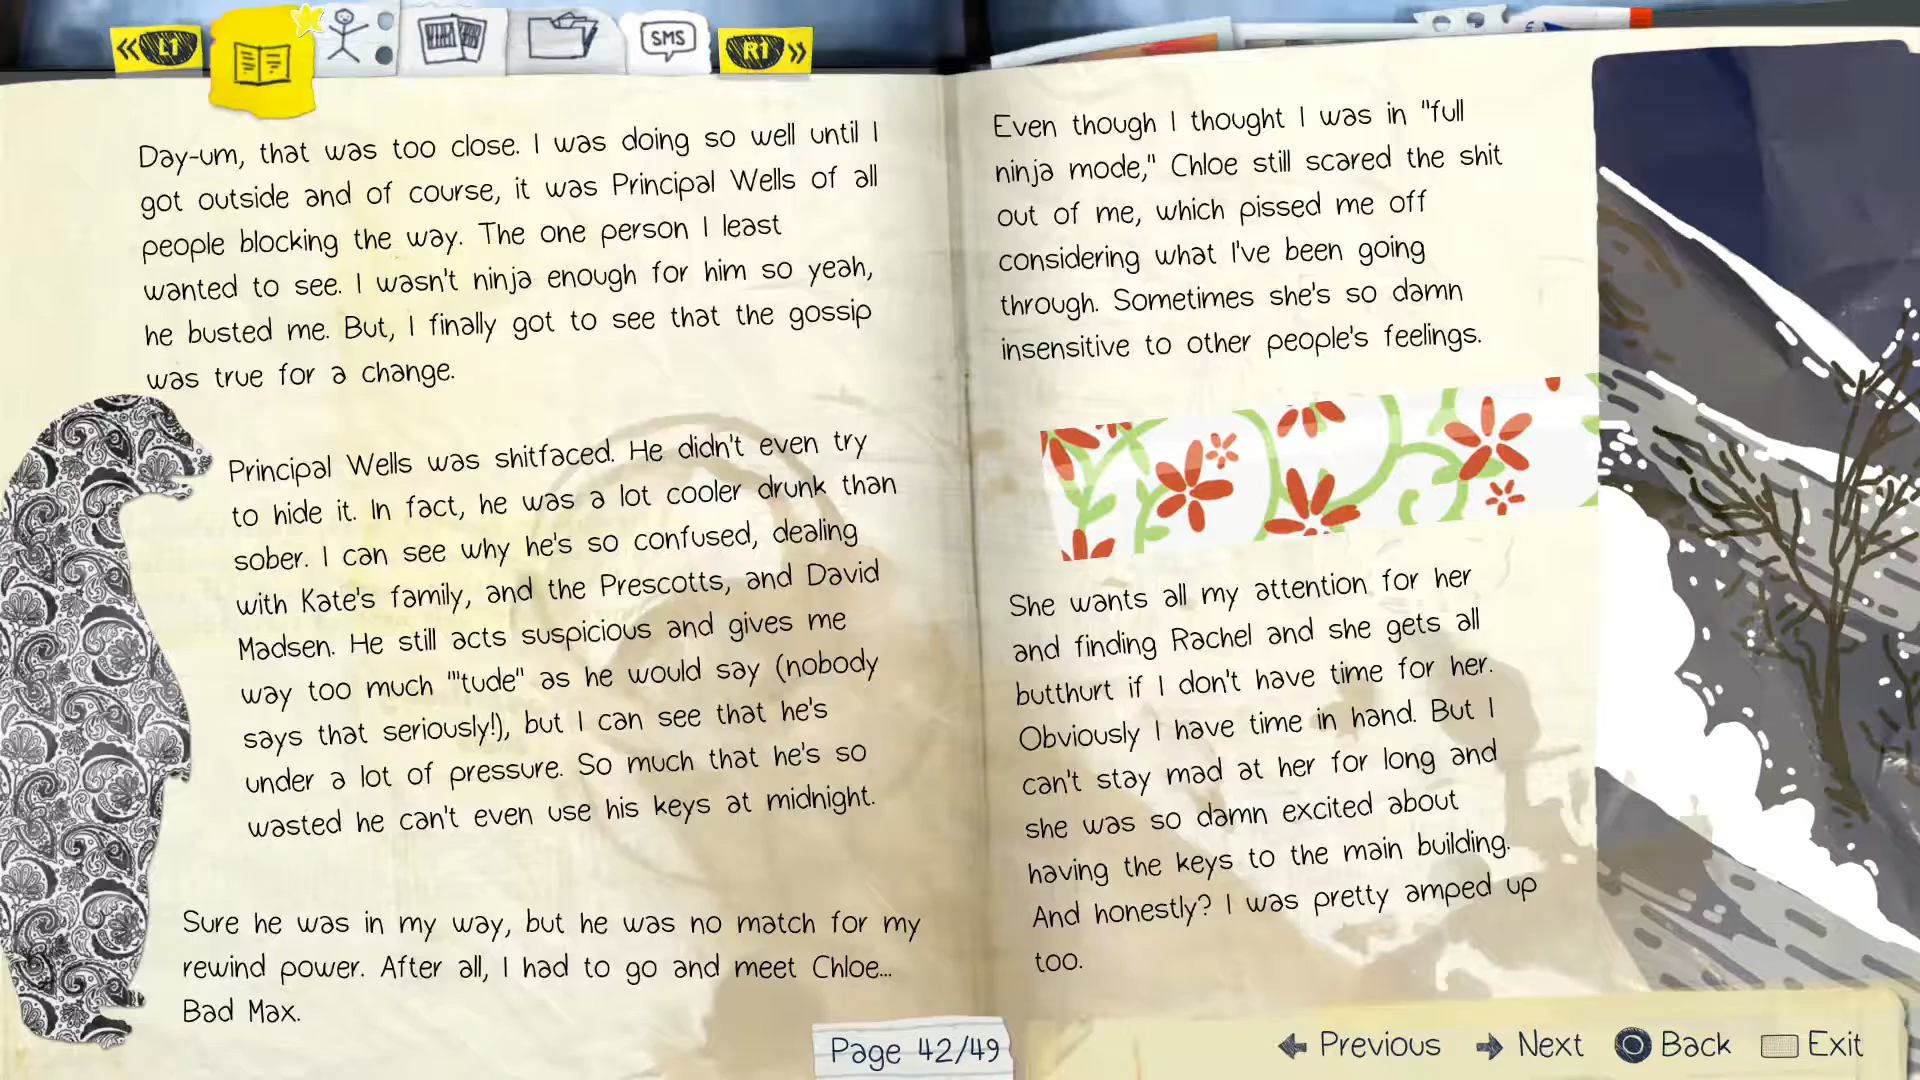 L1
SMS
R1
Day-um, that was too close. I was doing so well until I
got outside and of course, it was Principal Wells of all
people blocking the way. The one person I least
wanted to see. I wasn't ninja enough for him so yeah,
he busted me. But, I finally got to see that the gossip
was true for a change.
Principal Wells was shitfaced. He didn't even try
to hide it. In fact, he was a lot cooler drunk than
sober. I can see why he's so confused, dealing
with Kate's family, and the Prescotts, and David
Madsen. He still acts suspicious and gives me
way too much "'tude" as he would say (nobody
says that seriously!), but I can see that he's
under a lot of pressure. So much that he's so
wasted he can't even use his keys at midnight.
Sure he was in my way, but he was no match for my
rewind power. After all, I had to go and meet Chloe...
Bad Max.
Even though I thought I was in "full
ninja mode," Chloe still scared the shit
out of me, which pissed me off
considering what I've been going
through. Sometimes she's so damn
insensitive to other people's feelings.
She wants all my attention for her
and finding Rachel and she gets all
butthurt if I don't have time for her.
Obviously I have time in hand. But I
can't stay mad at her for long and
she was so damn excited about
having the keys to the main building.
And honestly? I was pretty amped up
too.
Page 42/49
Previous
Next
Back
Exit